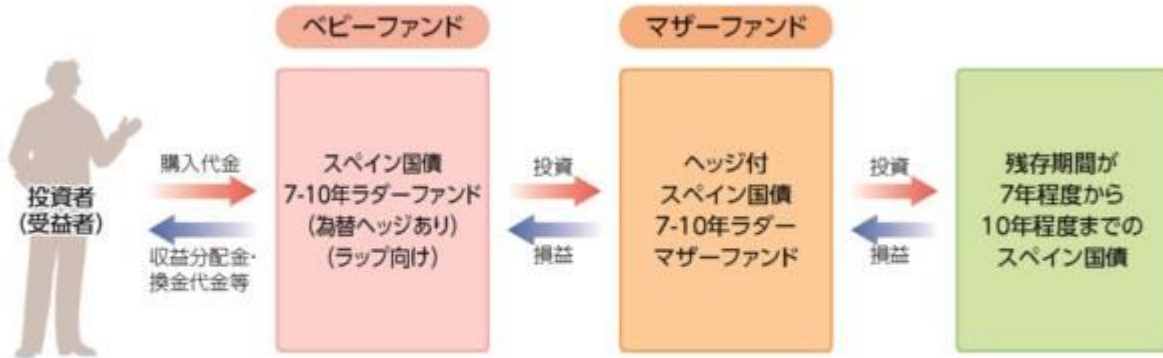 ベビーファンド
マザーファンド
投資者
(受益者)
購入代金
収益分配金・
換金代金等
スペイン国債
7-10年ラダーファンド
(為替ヘッジあり)
(ラップ向け)
投資
損益
ヘッジ付
スペイン国債
7-10年ラダー
マザーファンド
投資
損益
残存期間が
7年程度から
10年程度までの
スペイン国債